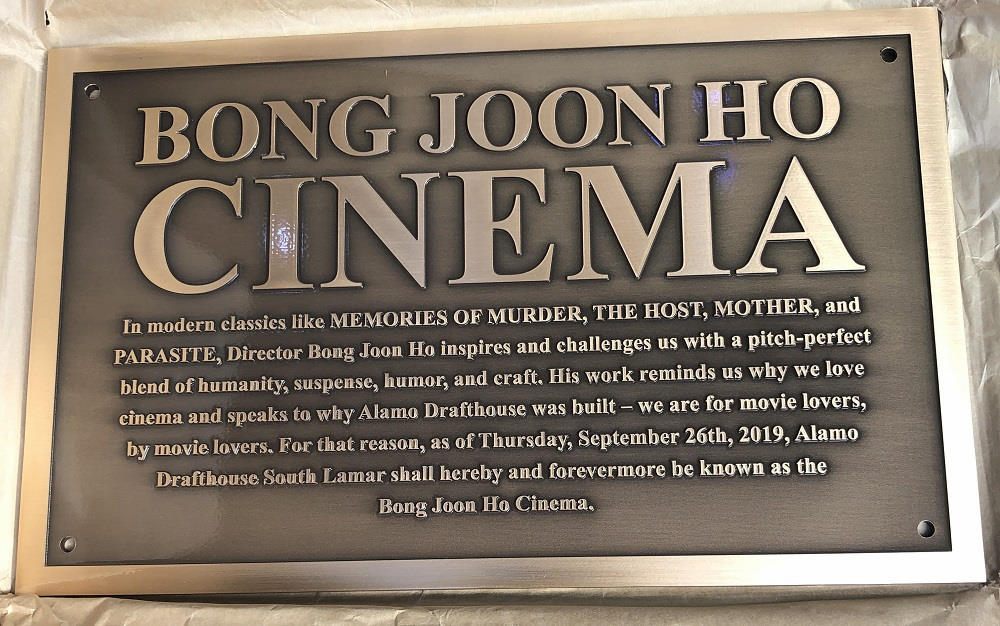 BONG JOON HO
CINEMA
In modern classics like MEMORIES OF MURDER, THE HOST, MOTHER, and
PARASITE, Director Bong Joon Ho inspires and challenges us with a pitch-perfect
blend of humanity, suspense, humor, and craft. His work reminds us why we love
cinema and speaks to why Alamo Drafthouse was built – we are for movie lovers,
by movie lovers. For that reason, as of Thursday, September 26th, 2019, Alamo
Drafthouse South Lamar shall hereby and forevermore be known as the
Bong Joon Ho Cinema.